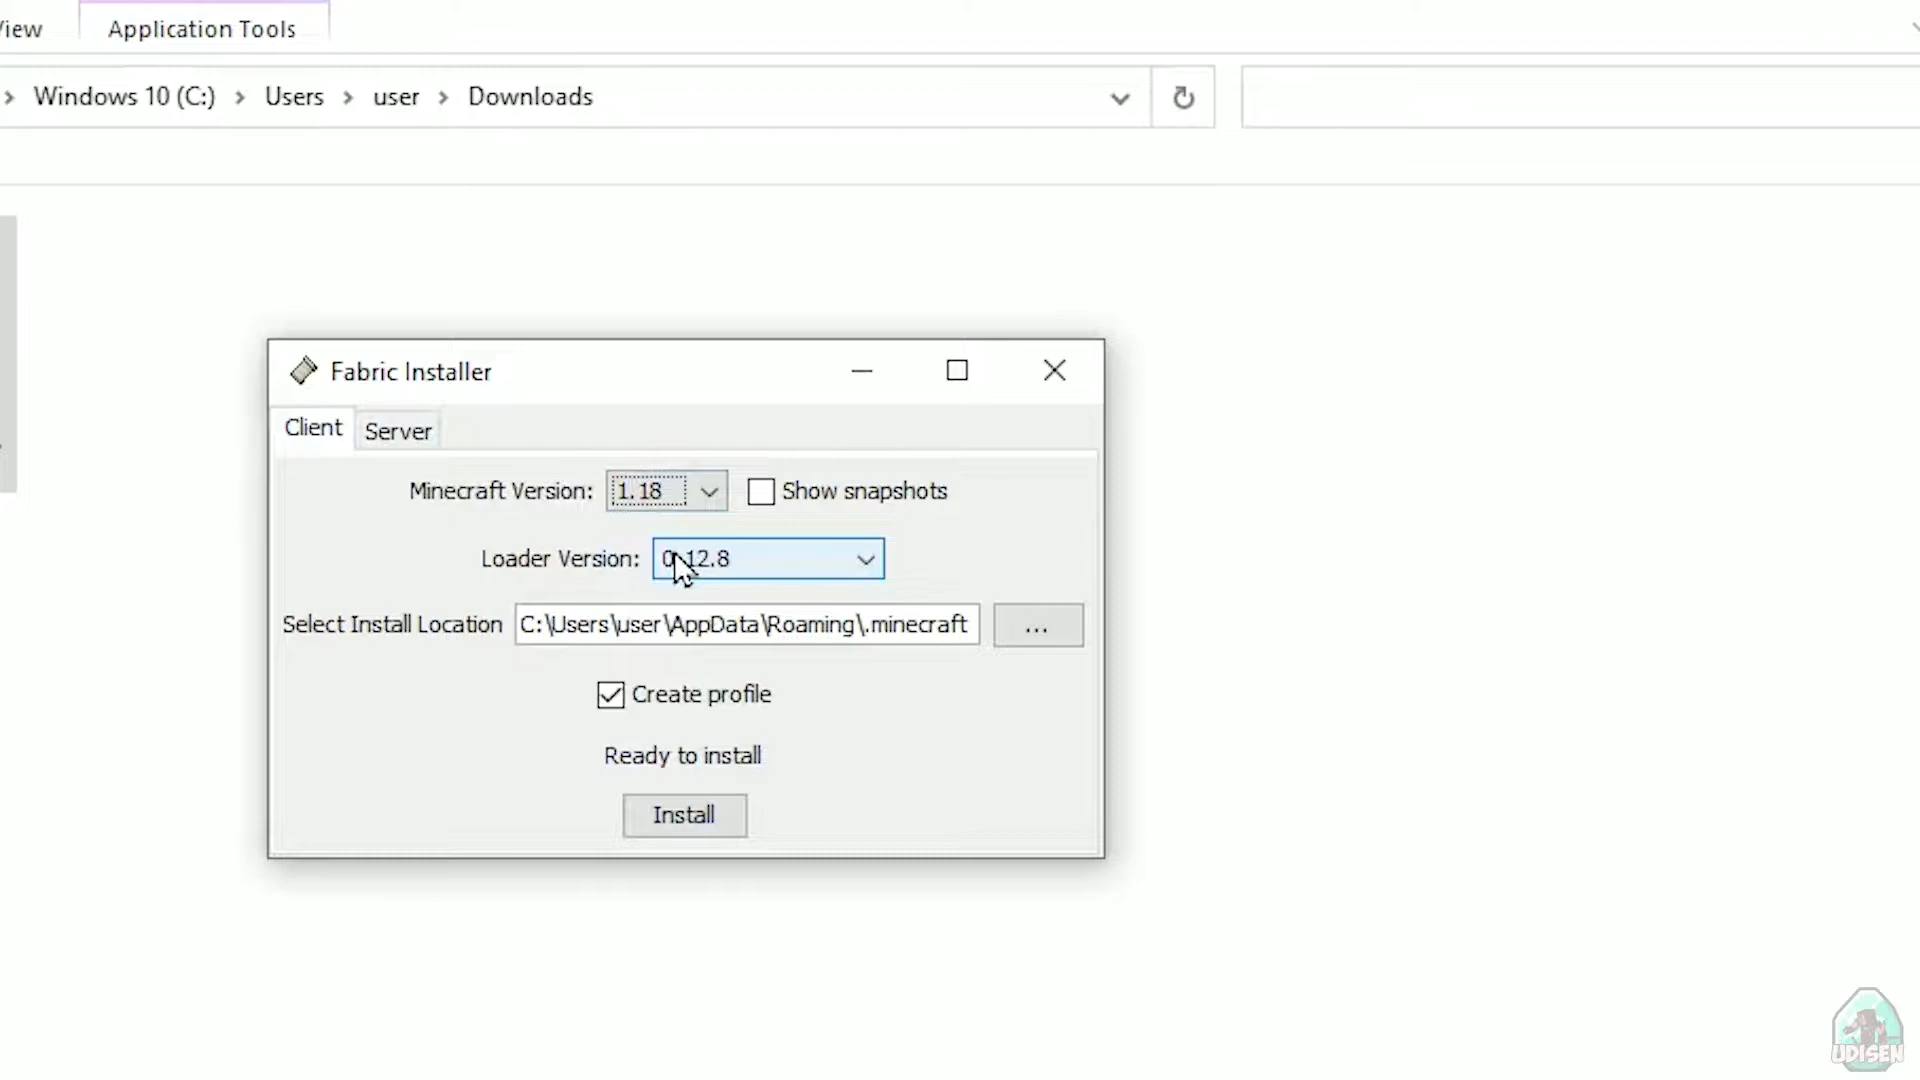 Application Tools
Windows 10 (C:) > Users > user > Downloads
Fabric Installer
Client Server
Minecraft Version: 1.18 Show snapshots
Loader Version: 0.12.8
Select Install Location C:\Users\user\AppData\Roaming\.minecraft ...
Create profile
Ready to install
Install
UDISEN